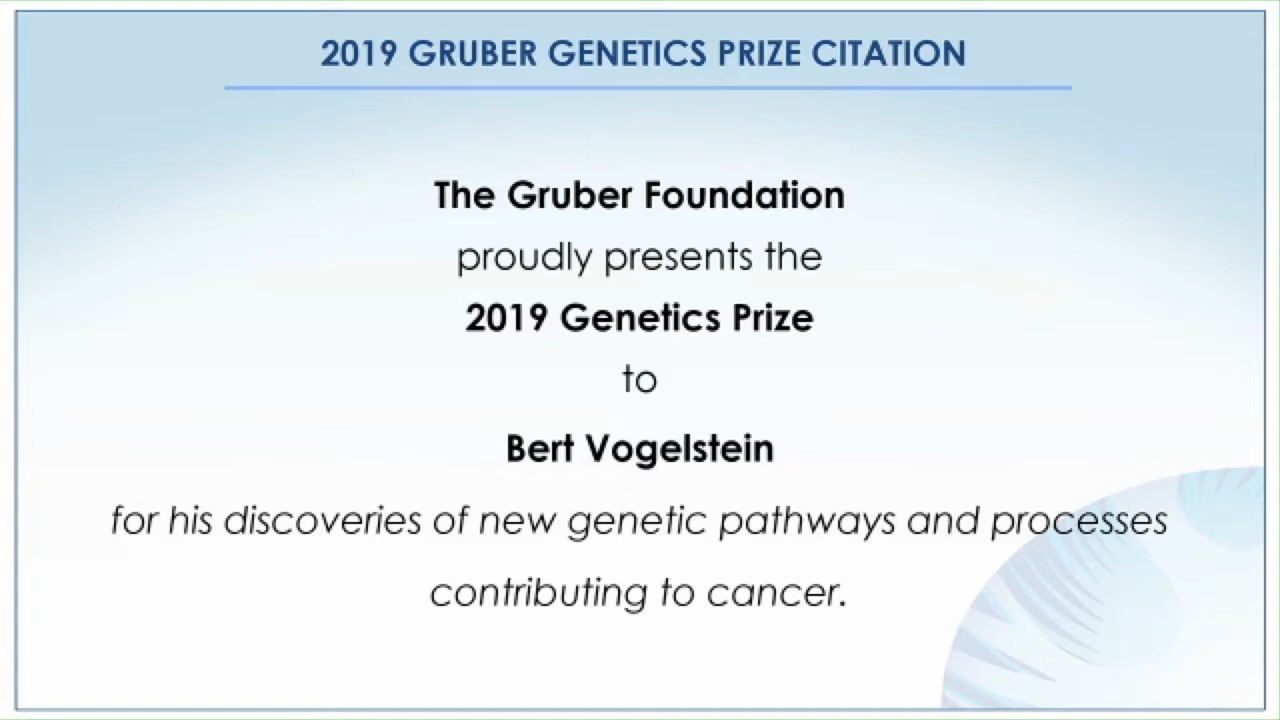 2019 GRUBER GENETICS PRIZE CITATION
The Gruber Foundation
proudly presents the
2019 Genetics Prize
to
Bert Vogelstein
for his discoveries of new genetic pathways and processes
contributing to cancer.